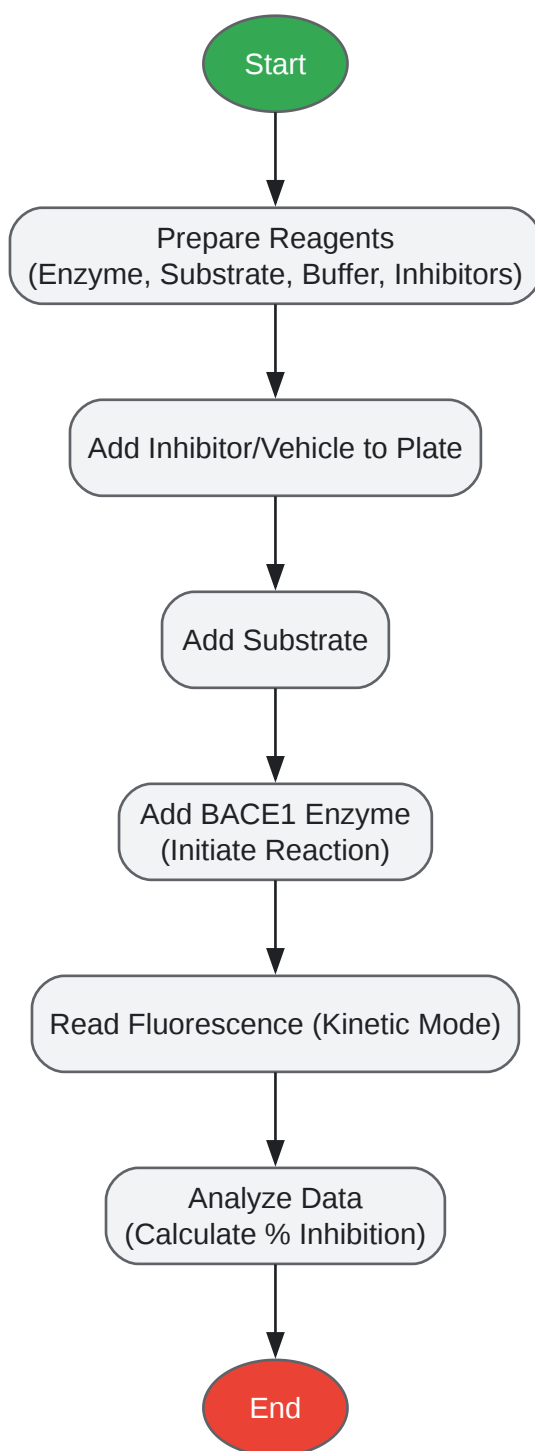 Start
Prepare Reagents
(Enzyme, Substrate, Buffer, Inhibitors)
Add Inhibitor/Vehicle to Plate
Add Substrate
Add BACE1 Enzyme
(Initiate Reaction)
Read Fluorescence (Kinetic Mode)
Analyze Data
(Calculate % Inhibition)
End